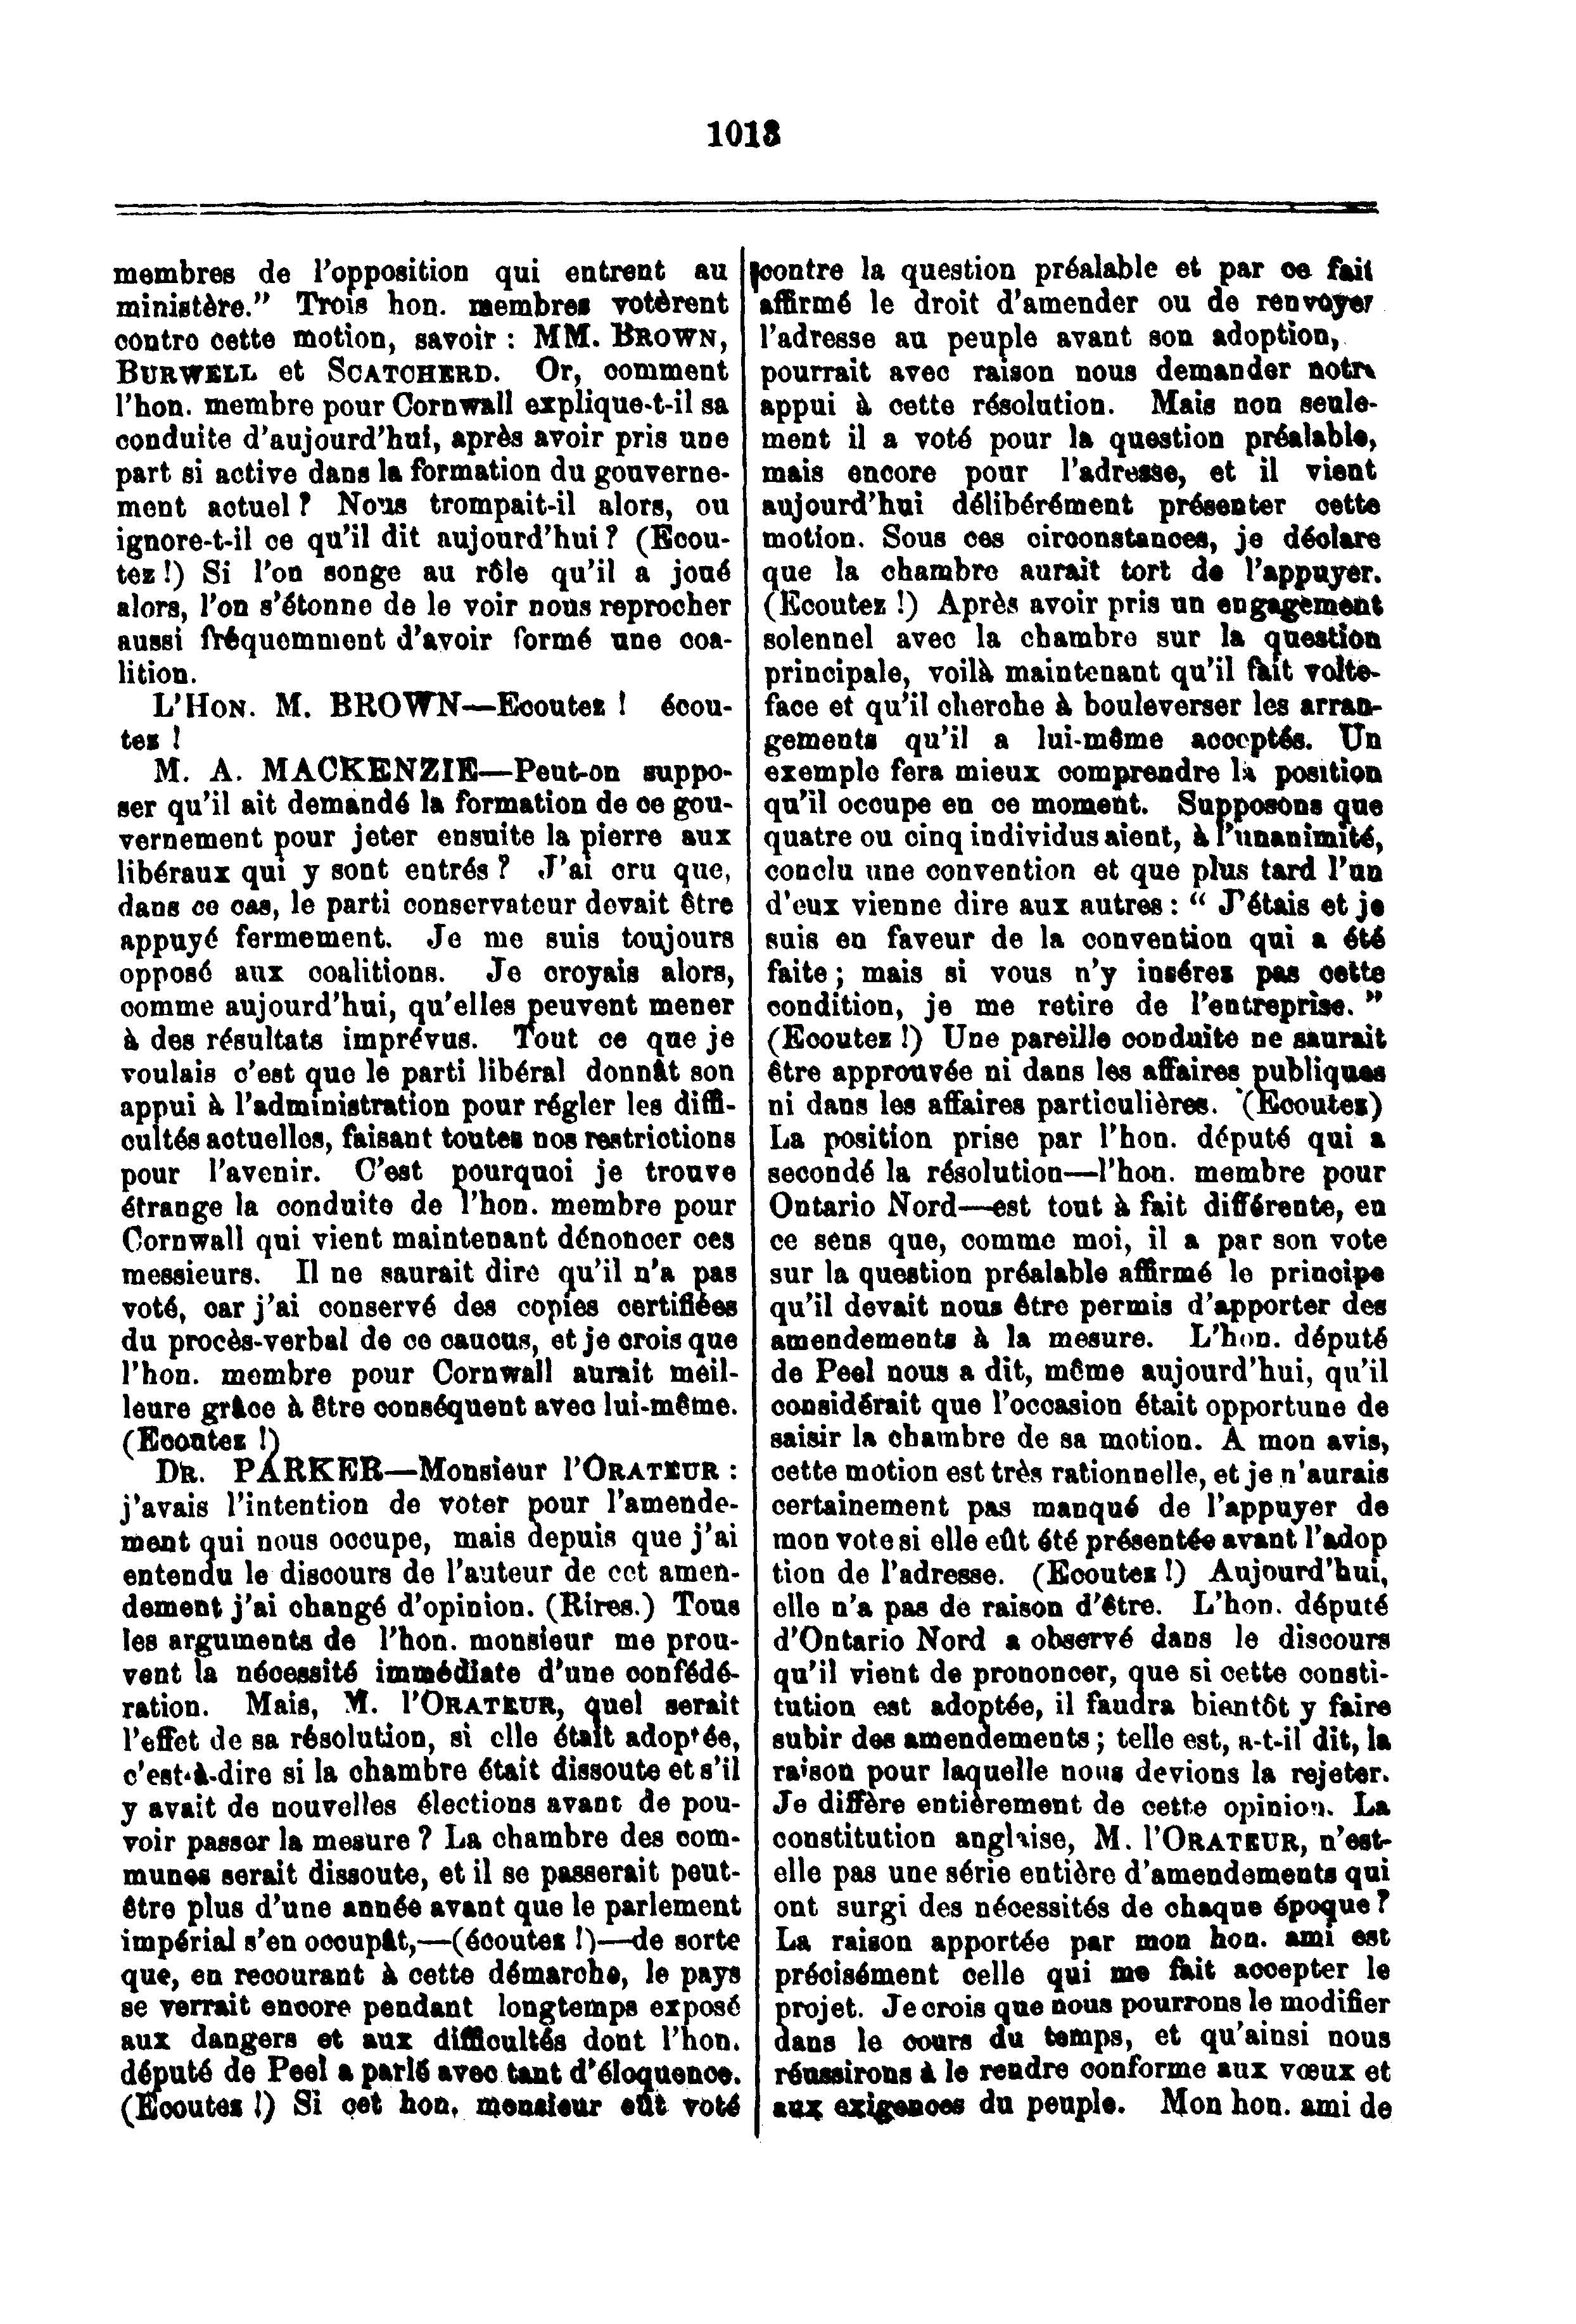 1013
membres de l'opposition qui entrent au
ministère." Trois hon. membres votèrent
contre cette motion, savoir : MM. BROWN,
BURWELL et SCATCHERD. Or, comment
l'hon. membre pour Cornwall explique-t-il sa
conduite d'aujourd'hui, après avoir pris une
part si active dans la formation du gouverne-
ment actuel ? Nous trompait-il alors, ou
ignore-t-il ce qu'il dit aujourd'hui ? (Ecou-
tez !) Si l'on songe au rôle qu'il a joué
alors, l'on s'étonne de le voir nous reprocher
aussi fréquemment d'avoir formé une coa-
lition.
L'HON. M. BROWN—Ecoutez ! écou-
tez !
M. A. MACKENZIE—Peut-on suppo-
ser qu'il ait demandé la formation de ce gou-
vernement pour jeter ensuite la pierre aux
libéraux qui y sont entrés ? J'ai cru que,
dans ce cas, le parti conservateur devait être
appuyé fermement. Je me suis toujours
opposé aux coalitions. Je croyais alors,
comme aujourd'hui, qu'elles peuvent mener
à des résultats imprévus. Tout ce que je
voulais c'est que le parti libéral donnât son
appui à l'administration pour régler les diffi-
cultés actuelles, faisant toutes nos restrictions
pour l'avenir. C'est pourquoi je trouve
étrange la conduite de l'hon. membre pour
Cornwall qui vient maintenant dénoncer ces
messieurs. Il ne saurait dire qu'il n'a pas
voté, car j'ai conservé des copies certifiées
du procès-verbal de ce caucus, et je crois que
l'hon. membre pour Cornwall aurait meil-
leure grâce à être conséquent avec lui-même.
(Ecoutez !)
DR. PARKER—Monsieur l'ORATEUR :
j'avais l'intention de voter pour l'amende-
ment qui nous occupe, mais depuis que j'ai
entendu le discours de l'auteur de cet amen-
dement j'ai changé d'opinion. (Rires.) Tous
les arguments de l'hon. monsieur me prou-
vent la nécessité immédiate d'une confédé-
ration. Mais, M. l'ORATEUR, quel serait
l'effet de sa résolution, si elle était adoptée,
c'est-à-dire si la chambre était dissoute et s'il
y avait de nouvelles élections avant de pou-
voir passer la mesure ? La chambre des com-
munes serait dissoute, et il se passerait peut-
être plus d'une année avant que le parlement
impérial s'en occupât,—(écoutez !)—de sorte
que, en recourant à cette démarche, le pays
se verrait encore pendant longtemps exposé
aux dangers et aux difficultés dont l'hon.
député de Peel a parlé avec tant d'éloquence.
(Ecoutez !) Si cet hon. monsieur eût voté
contre la question préalable et par ce fait
affirmé le droit d'amender ou de renvoyer
l'adresse au peuple avant son adoption,
pourrait avec raison nous demander notre
appui à cette résolution. Mais non seule-
ment il a voté pour la question préalable,
mais encore pour l'adresse, et il vient
aujourd'hui délibérément présenter cette
motion. Sous ces circonstances, je déclare
que la chambre aurait tort de l'appuyer.
(Ecoutez !) Après avoir pris un engagement
solennel avec la chambre sur la question
principale, voilà maintenant qu'il fait volte-
face et qu'il cherche à bouleverser les arran-
gements qu'il a lui-même acceptés. Un
exemple fera mieux comprendre la position
qu'il occupe en ce moment. Supposons que
quatre ou cinq individus aient, à l'unanimité,
conclu une convention et que plus tard l'un
d'eux vienne dire aux autres : “ J'étais et je
suis en faveur de la convention qui a été
faite ; mais si vous n'y insérez pas cette
condition, je me retire de l'entreprise. ”
(Ecoutez !) Une pareille conduite ne saurait
être approuvée ni dans les affaires publiques
ni dans les affaires particulières. (Ecoutez)
La position prise par l'hon. député qui a
secondé la résolution—l'hon. membre pour
Ontario Nord—est tout à fait différente, en
ce sens que, comme moi, il a par son vote
sur la question préalable affirmé le principe
qu'il devait nous être permis d'apporter des
amendements à la mesure. L'hon. député
de Peel nous a dit, même aujourd'hui, qu'il
considérait que l'occasion était opportune de
saisir la chambre de sa motion. A mon avis,
cette motion est très rationnelle, et je n'aurais
certainement pas manqué de l'appuyer de
mon vote si elle eût été présentée avant l'adop
tion de l'adresse. (Ecoutez !) Aujourd'hui,
elle n'a pas de raison d'être. L'hon. député
d'Ontario Nord a observé dans le discours
qu'il vient de prononcer, que si cette consti-
tution est adoptée, il faudra bientôt y faire
subir des amendements ; telle est, a-t-il dit, la
raison pour laquelle nous devions la rejeter.
Je diffère entièrement de cette opinion. La
constitution anglaise, M. l'ORATEUR, n'est-
elle pas une série entière d'amendements qui
ont surgi des nécessités de chaque époque ?
La raison apportée par mon hon. ami est
précisément celle qui me fait accepter le
projet. Je crois que nous pourrons le modifier
dans le cours du temps, et qu'ainsi nous
réussirons à le rendre conforme aux vœux et
aux exigences du peuple. Mon hon. ami de